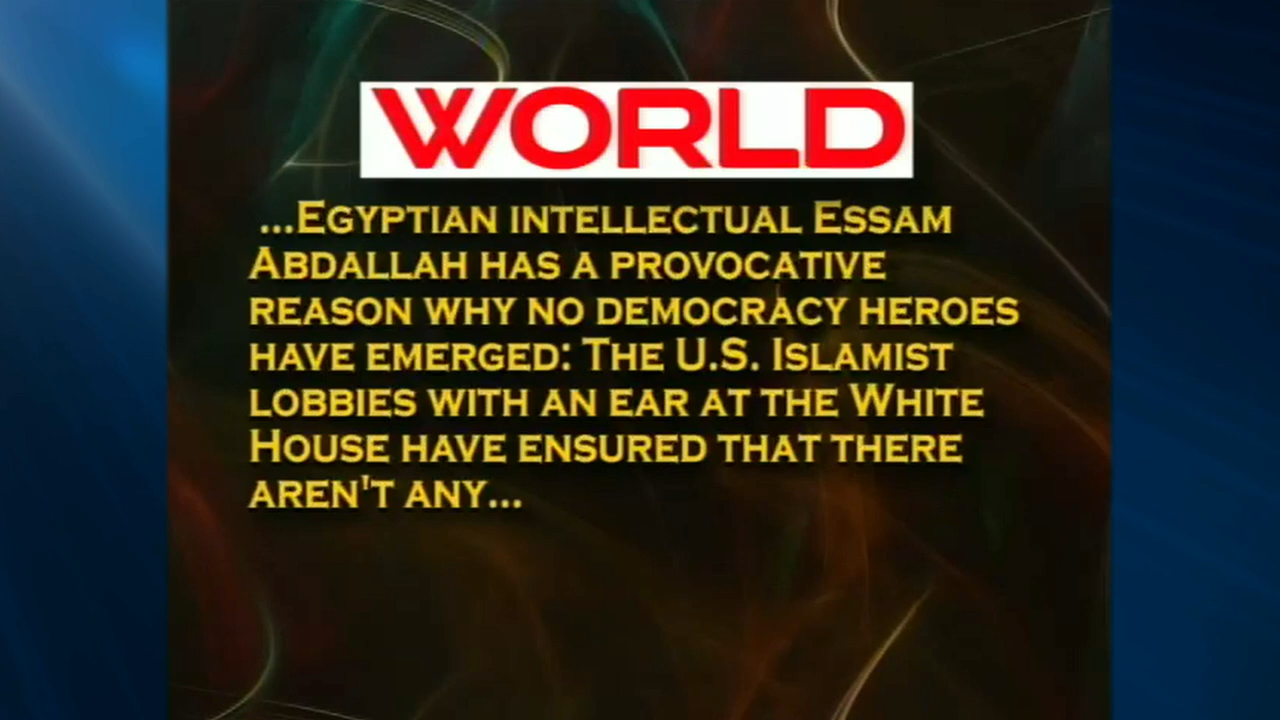 WORLD
...EGYPTIAN INTELLECTUAL ESSAM
ABDALLAH HAS A PROVOCATIVE
REASON WHY NO DEMOCRACY HEROES
HAVE EMERGED: THE U.S. ISLAMIST
LOBBIES WITH AN EAR AT THE WHITE
HOUSE HAVE ENSURED THAT THERE
AREN'T ANY...